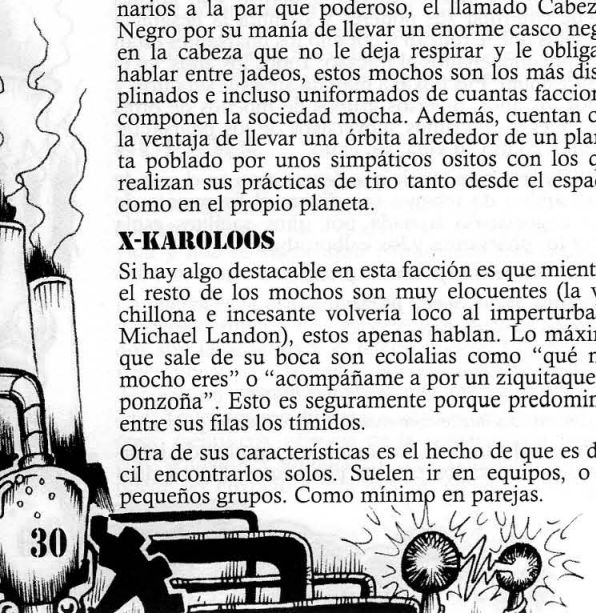 narios a la par que poderoso, el llamado Cabez
Negro por su manía de llevar un enorme casco neg
en la cabeza que no le deja respirar y le obliga
hablar entre jadeos, estos mochos son los más dis
plinados e incluso uniformados de cuantas faccion
componen la sociedad mocha. Además, cuentan c
la ventaja de llevar una órbita alrededor de un plan
ta poblado por unos simpáticos ositos con los q
realizan sus prácticas de tiro tanto desde el espac
como en el propio planeta.
X-KAROLOOS
Si hay algo destacable en esta facción es que mient
el resto de los mochos son muy elocuentes (la v
chillona e incesante volvería loco al imperturbal
Michael Landon), estos apenas hablan. Lo máxin
que sale de su boca son ecolalias como “qué m
mocho eres” o “acompáñame a por un ziquitaque
ponzoña”. Esto es seguramente porque predomin
entre sus filas los tímidos.
Otra de sus características es el hecho de que es d
cil encontrarlos solos. Suelen ir en equipos, o
pequeños grupos. Como mínimo en parejas.
30